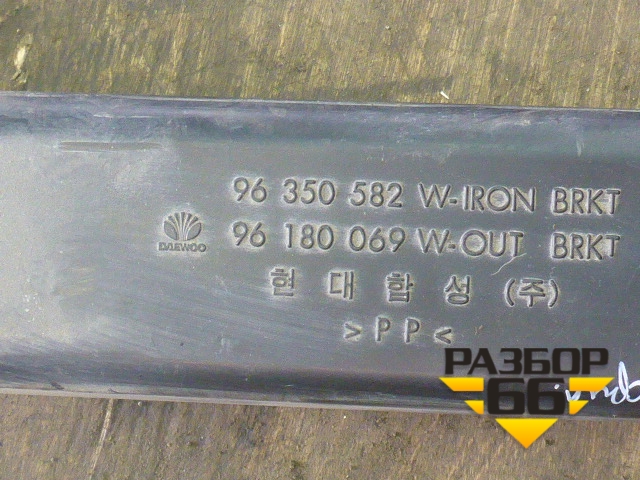 96 350 582 W-IRON BRKT
DAEWOO 96 180 069 W-OUT BRKT
현 대 합 성 (주)
>PP<
РАЗБОР
66